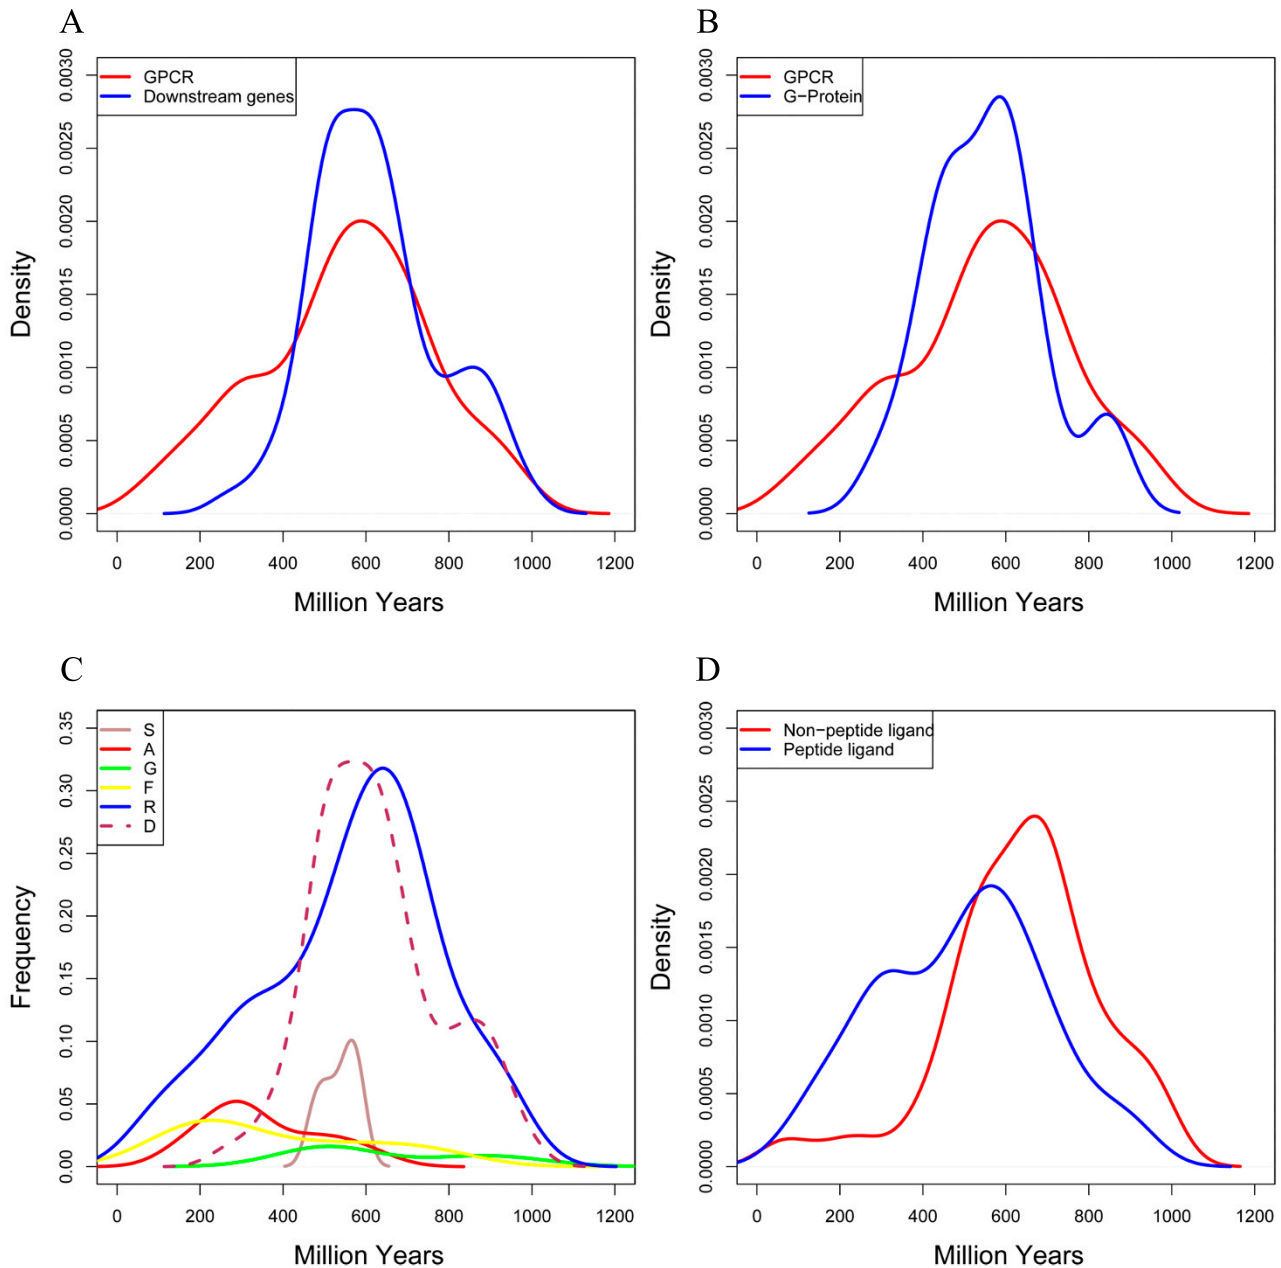 A
GPCR
Downstream genes
0.0000 0.0005 0.0010 0.0015 0.0020 0.0025 0.0030
Density
0 200 400 600 800 1000 1200
Million Years
B
GPCR
G−Protein
0.0000 0.0005 0.0010 0.0015 0.0020 0.0025 0.0030
Density
0 200 400 600 800 1000 1200
Million Years
C
S
A
G
F
R
D
0.00 0.05 0.10 0.15 0.20 0.25 0.30 0.35
Frequency
0 200 400 600 800 1000 1200
Million Years
D
Non−peptide ligand
Peptide ligand
0.0000 0.0005 0.0010 0.0015 0.0020 0.0025 0.0030
Density
0 200 400 600 800 1000 1200
Million Years